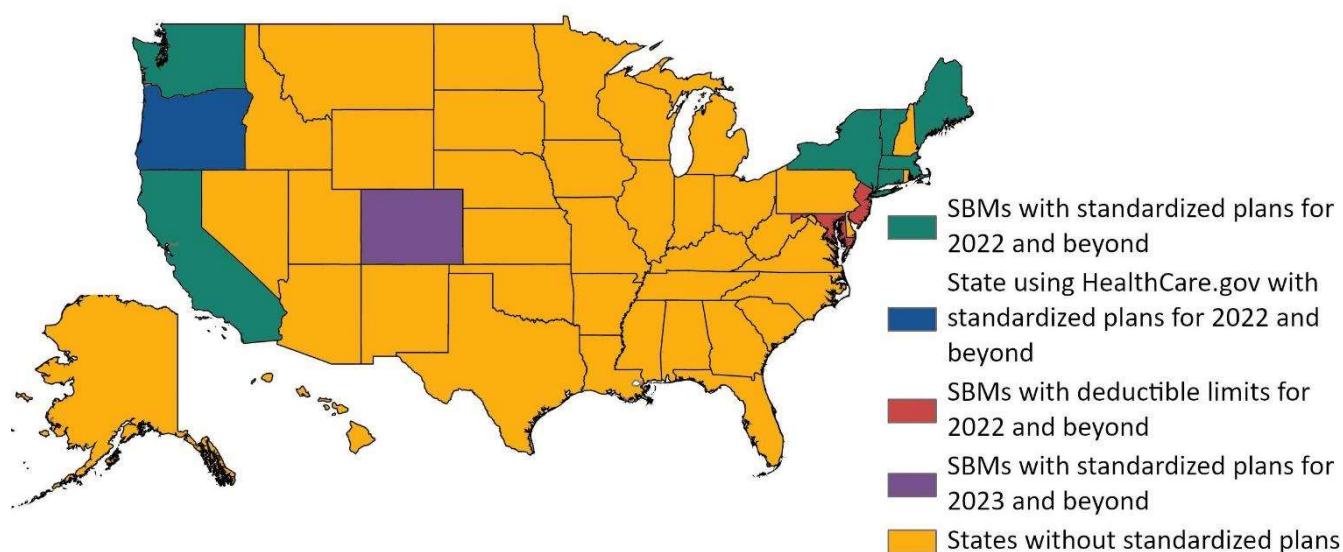 SBMs with standardized plans for
2022 and beyond
State using HealthCare.gov with
standardized plans for 2022 and
beyond
SBMs with deductible limits for
2022 and beyond
SBMs with standardized plans for
2023 and beyond
States without standardized plans